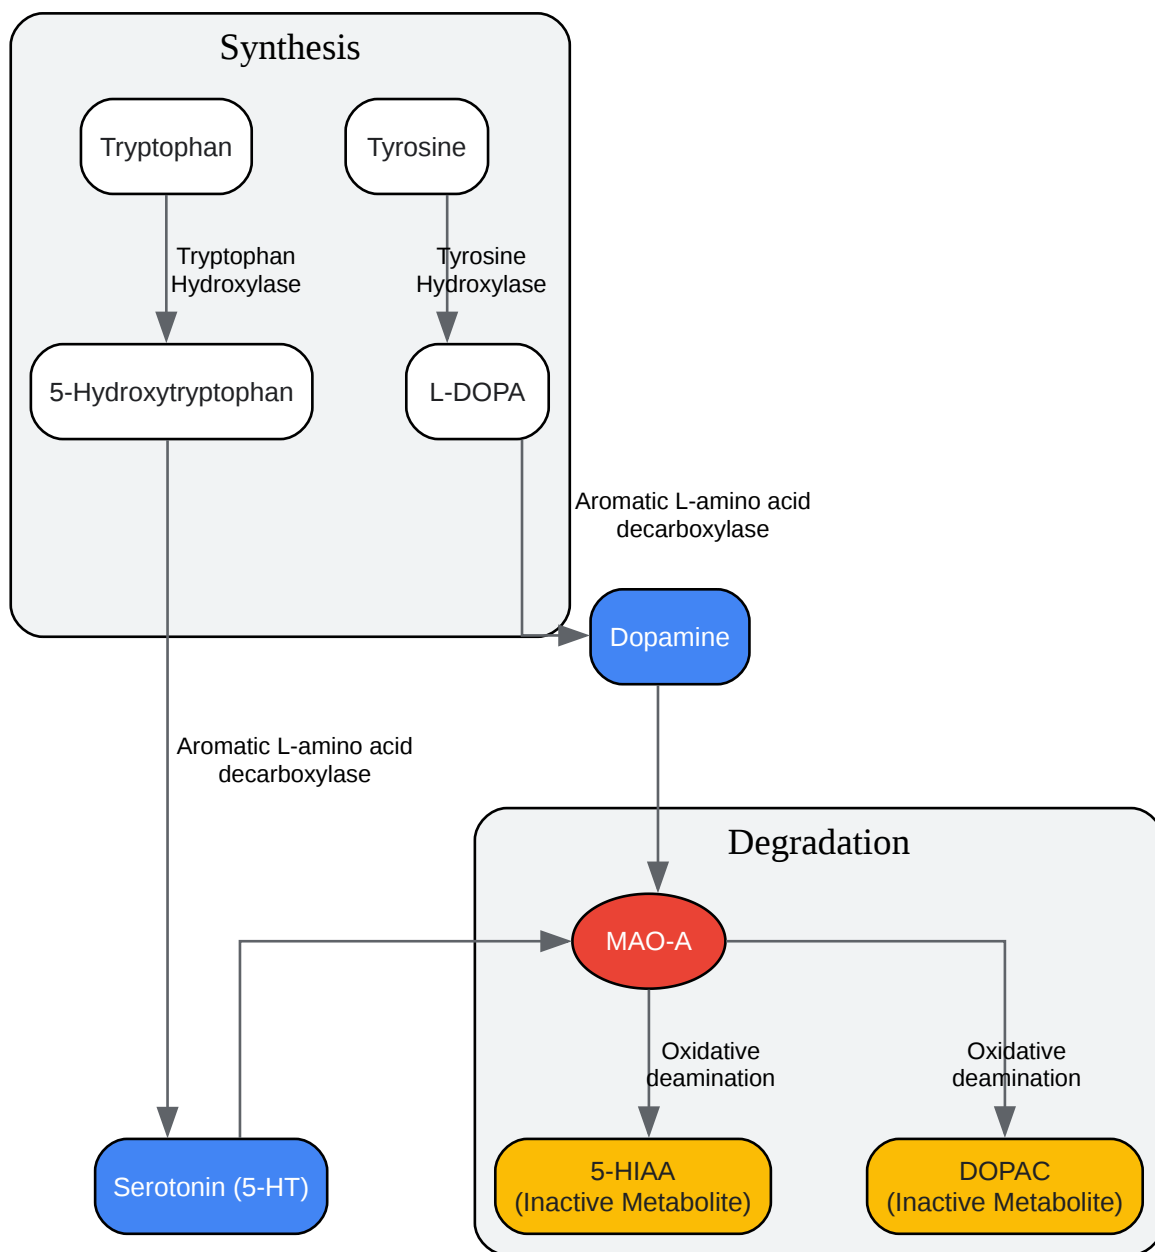 Synthesis
Tryptophan
Tyrosine
Tryptophan
Hydroxylase
Tyrosine
Hydroxylase
5-Hydroxytryptophan
L-DOPA
Aromatic L-amino acid
decarboxylase
Dopamine
Aromatic L-amino acid
decarboxylase
Degradation
MAO-A
Oxidative
deamination
Oxidative
deamination
Serotonin (5-HT)
5-HIAA
(Inactive Metabolite)
DOPAC
(Inactive Metabolite)